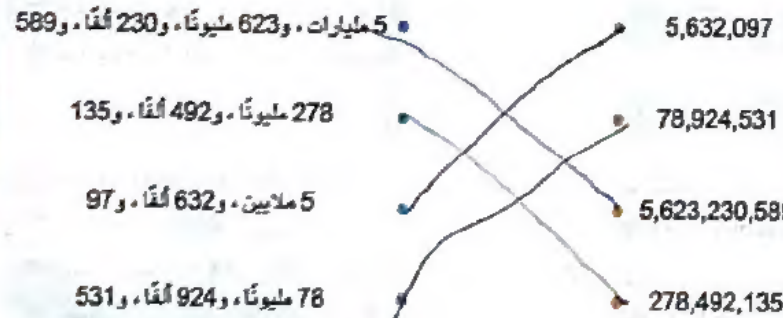 5 مليارات، و623 مليونًا، و230 ألفًا، و589
5,632,097
278 مليونًا، و492 ألفًا، و135
78,924,531
5 ملايين، و632 ألفًا، و97
5,623,230,589
78 مليونًا، و924 ألفًا، و531
278,492,135